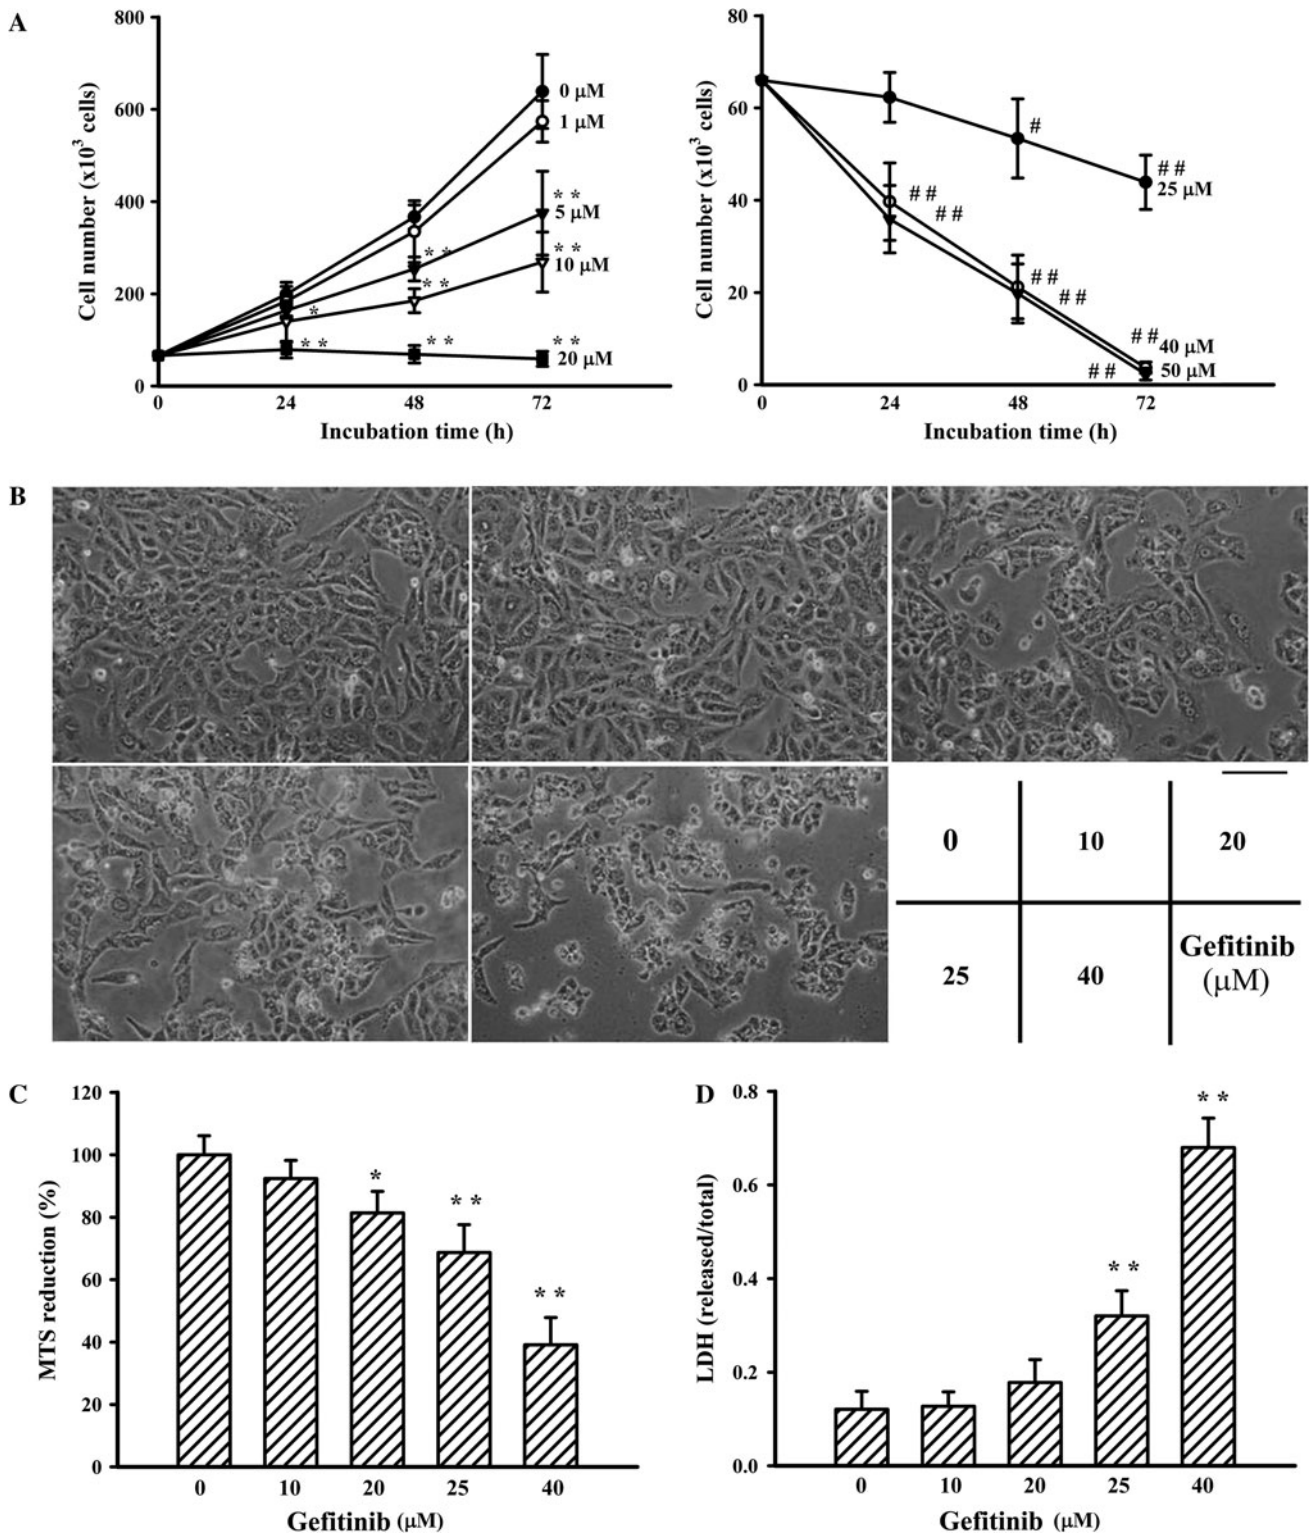 A
800
600
400
200
0
Cell number (x10³ cells)
0 μM
1 μM
* *
5 μM
* *
10 μM
* *
20 μM
* *
* *
* *
*
* *
0 24 48 72
Incubation time (h)
80
60
40
20
0
Cell number (x10³ cells)
#
# #
25 μM
# #
# #
# #
# #
# #
40 μM
# #
50 μM
0 24 48 72
Incubation time (h)
B
0 10 20
25 40 Gefitinib
(μM)
C
120
100
80
60
40
20
0
MTS reduction (%)
*
* *
* *
0 10 20 25 40
Gefitinib (μM)
D
0.8
0.6
0.4
0.2
0.0
LDH (released/total)
* *
* *
0 10 20 25 40
Gefitinib (μM)